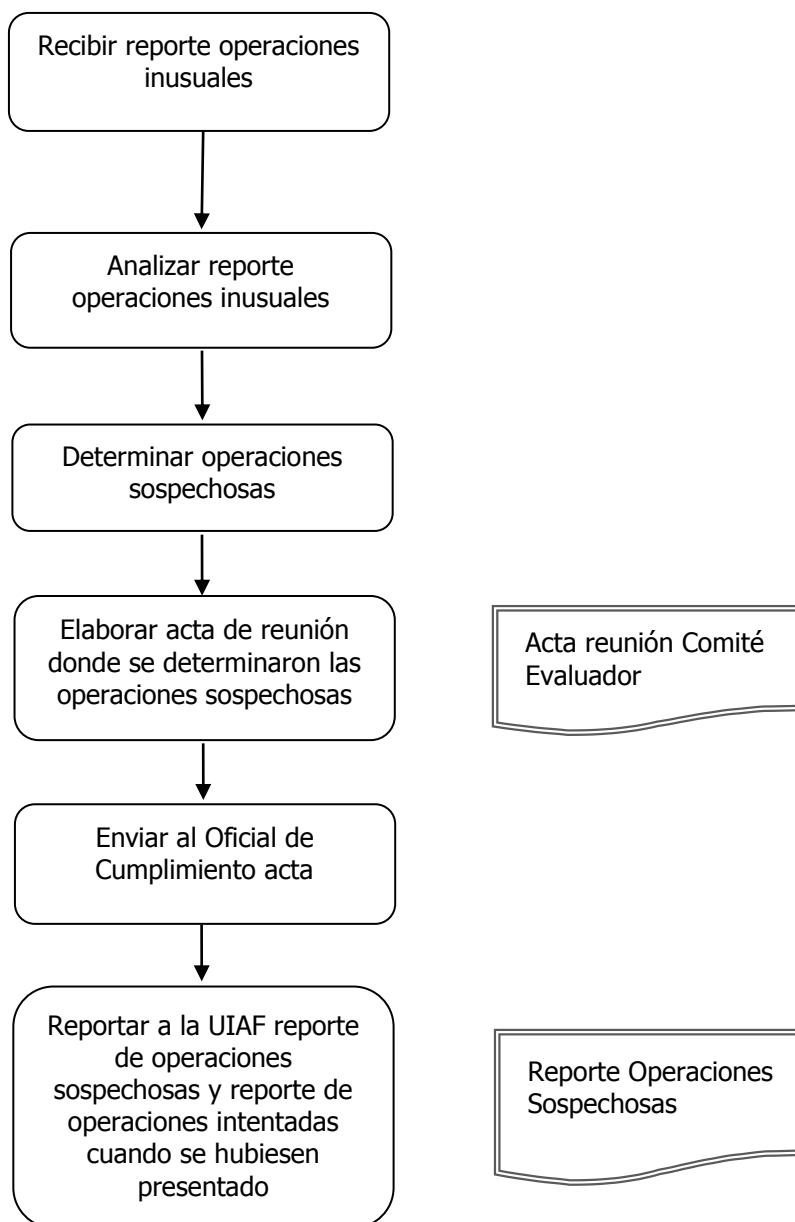 Recibir reporte operaciones
inusuales
Analizar reporte
operaciones inusuales
Determinar operaciones
sospechosas
Elaborar acta de reunión
donde se determinaron las
operaciones sospechosas
Acta reunión Comité
Evaluador
Enviar al Oficial de
Cumplimiento acta
Reportar a la UIAF reporte
de operaciones
sospechosas y reporte de
operaciones intentadas
cuando se hubiesen
presentado
Reporte Operaciones
Sospechosas